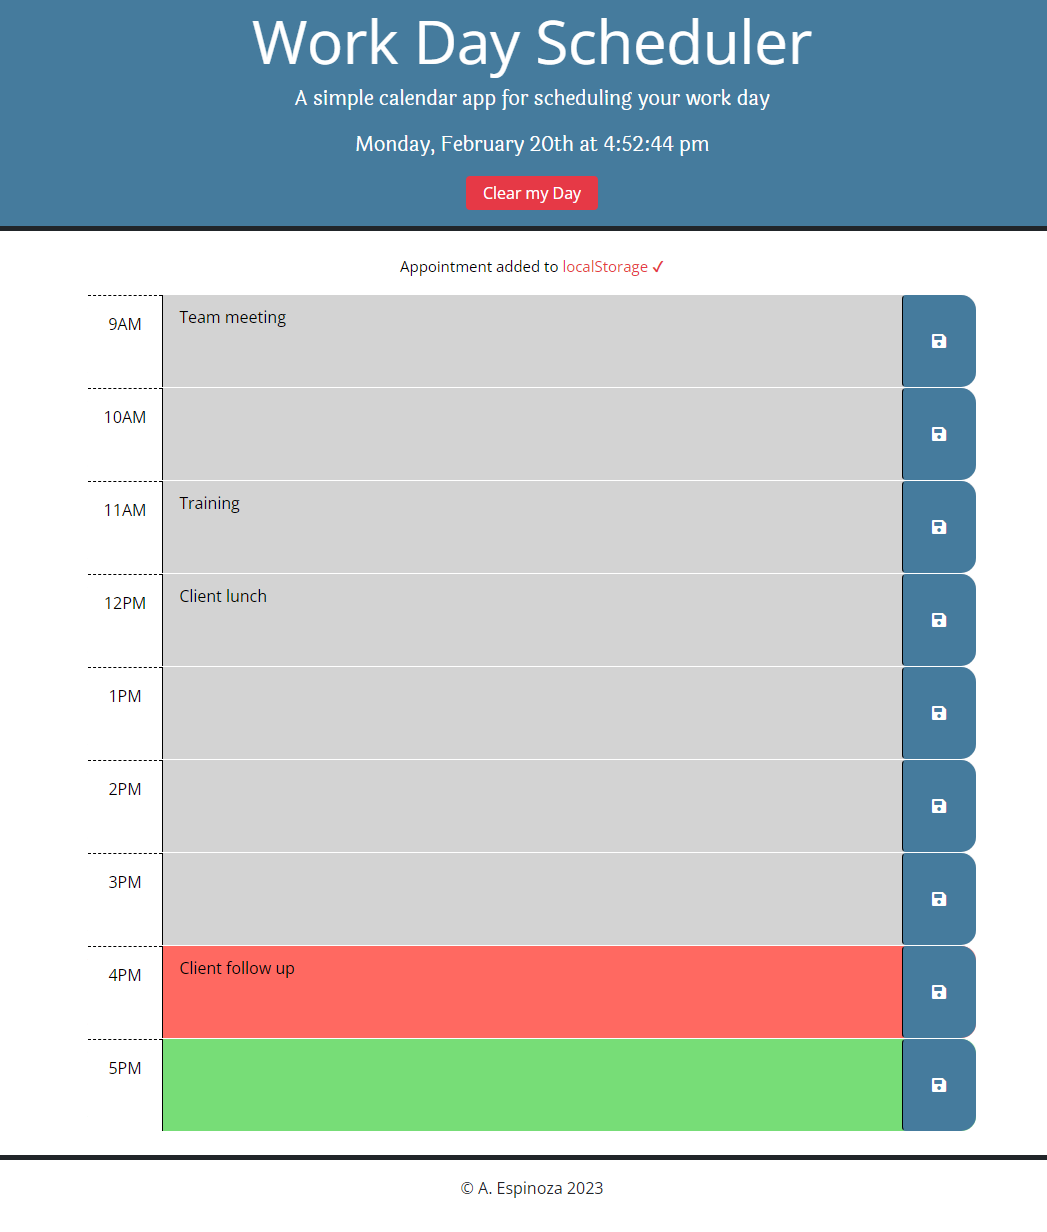 Work Day Scheduler
A simple calendar app for scheduling your work day
Monday, February 20th at 4:52:44 pm
Clear my Day
Appointment added to localStorage ✓
9AM Team meeting
10AM
11AM Training
12PM Client lunch
1PM
2PM
3PM
4PM Client follow up
5PM
© A. Espinoza 2023